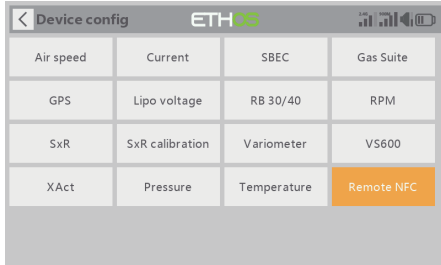 Device config ETHOS
Air speed Current SBEC Gas Suite
GPS Lipo voltage RB 30/40 RPM
SxR SxR calibration Variometer VS600
XAct Pressure Temperature Remote NFC